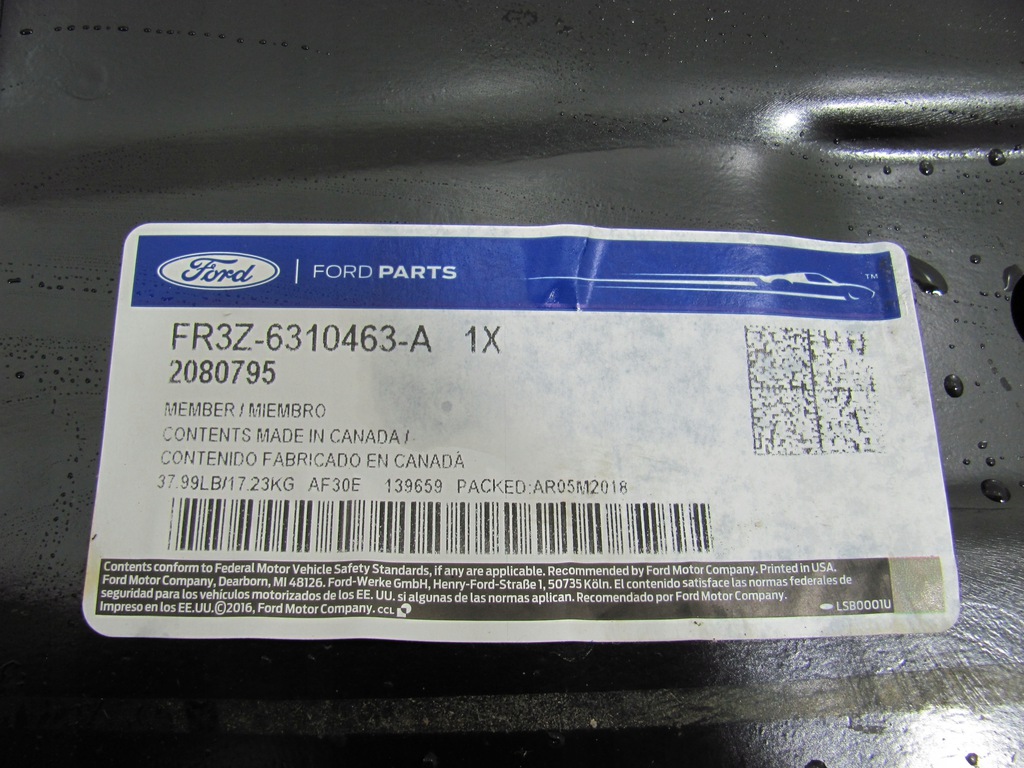 Ford | FORD PARTS TM
FR3Z-6310463-A 1X
2080795
MEMBER / MIEMBRO
CONTENTS MADE IN CANADA /
CONTENIDO FABRICADO EN CANADÁ
37.99LB/17.23KG AF30E 139659 PACKED:AR05M2018
Contents conform to Federal Motor Vehicle Safety Standards, if any are applicable. Recommended by Ford Motor Company. Printed in USA.
Ford Motor Company, Dearborn, MI 48126. Ford-Werke GmbH, Henry-Ford-Straße 1, 50735 Köln. El contenido satisface las normas federales de
seguridad para los vehículos motorizados de los EE. UU. si algunas de las normas aplican. Recomendado por Ford Motor Company.
Impreso en los EE.UU.©2016, Ford Motor Company. CCL
LSB0001U